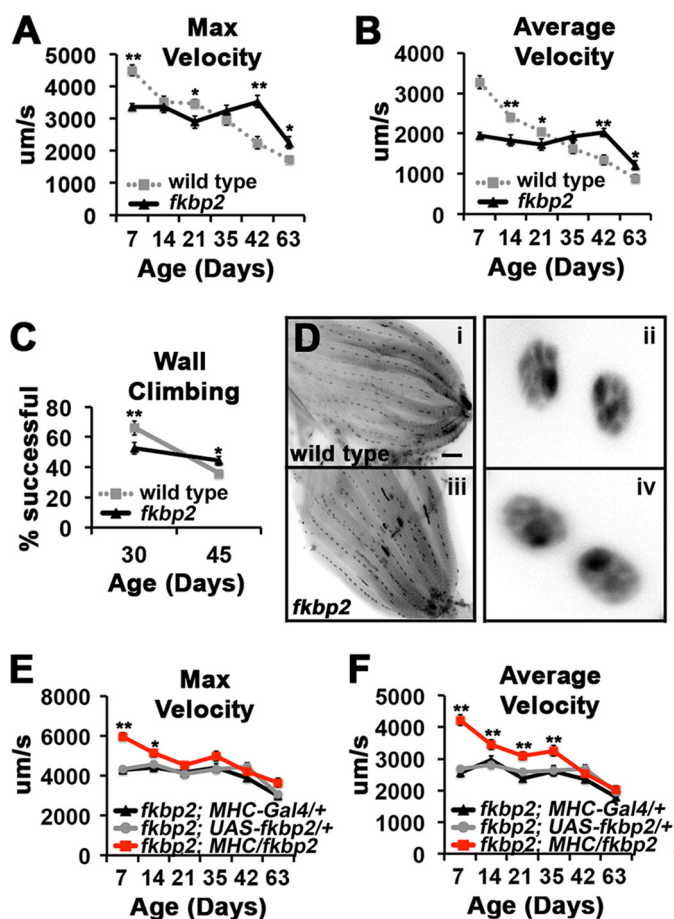 A
Max
Velocity
5000
4000
3000
2000
1000
0
um/s
**
*
**
*
wild type
fkbp2
7 14 21 35 42 63
Age (Days)
B
Average
Velocity
4000
3000
2000
1000
0
um/s
**
*
**
*
wild type
fkbp2
7 14 21 35 42 63
Age (Days)
C
Wall
Climbing
80
60
40
20
0
% successful
**
*
wild type
fkbp2
30 45
Age (Days)
D
i
wild type
ii
iii
fkbp2
iv
E
Max
Velocity
6000
4000
2000
0
um/s
**
*
fkbp2; MHC-Gal4/+
fkbp2; UAS-fkbp2/+
fkbp2; MHC/fkbp2
7 14 21 35 42 63
Age (Days)
F
Average
Velocity
5000
4000
3000
2000
1000
0
um/s
**
**
**
**
fkbp2; MHC-Gal4/+
fkbp2; UAS-fkbp2/+
fkbp2; MHC/fkbp2
7 14 21 35 42 63
Age (Days)